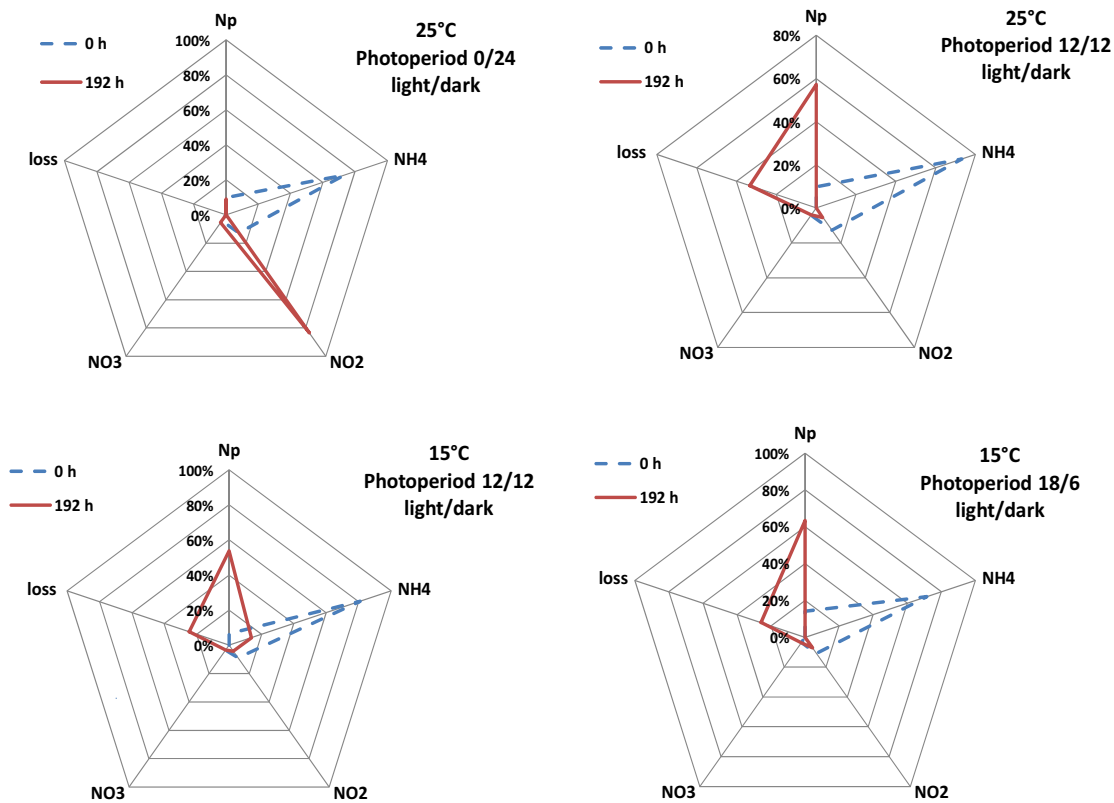 Np
100%
80%
60%
40%
20%
0%
0 h
192 h
25°C
Photoperiod 0/24
light/dark
loss
NH4
NO3
NO2
Np
80%
60%
40%
20%
0%
0 h
192 h
25°C
Photoperiod 12/12
light/dark
loss
NH4
NO3
NO2
Np
100%
80%
60%
40%
20%
0%
0 h
192 h
15°C
Photoperiod 12/12
light/dark
loss
NH4
NO3
NO2
Np
100%
80%
60%
40%
20%
0%
0 h
192 h
15°C
Photoperiod 18/6
light/dark
loss
NH4
NO3
NO2